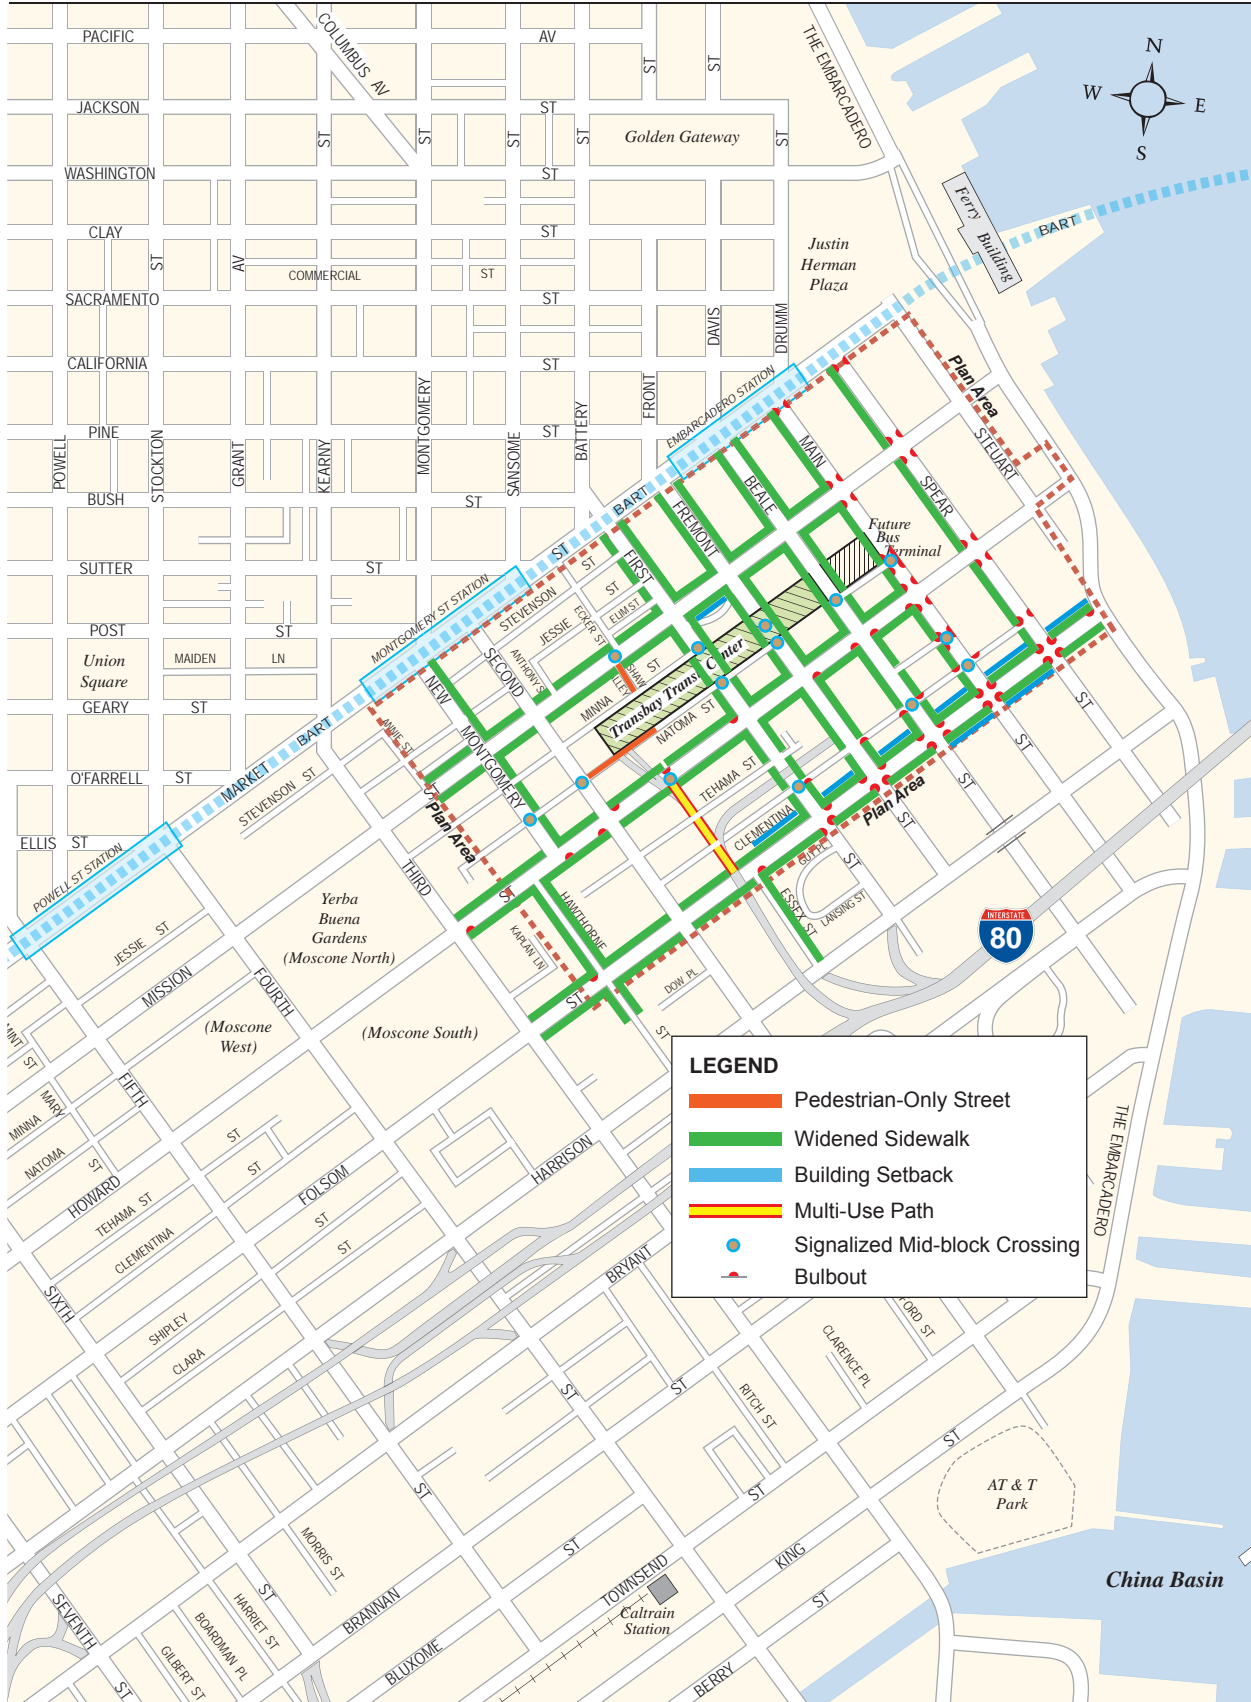 PACIFIC
AV
COLUMBUS AV
ST
ST
THE EMBARCADERO
N
W
E
S
JACKSON
ST
ST
ST
ST
ST
ST
Golden Gateway
WASHINGTON
ST
Ferry Building
BART
CLAY
ST
ST
AV
COMMERCIAL
ST
Justin
Herman
Plaza
SACRAMENTO
ST
DAVIS
DRUMM
CALIFORNIA
ST
EMBARCADERO STATION
Plan Area
MONTGOMERY
FRONT
BATTERY
PINE
ST
POWELL
STOCKTON
GRANT
KEARNY
SANSOME
MAIN
STEUART
BUSH
ST
BART
BEALE
SPEAR
FREMONT
Future
Bus
Terminal
SUTTER
ST
MONTGOMERY ST STATION
ST
ST
FIRST
STEVENSON
ST
JESSIE
ECKER ST
ELIM ST
POST
ST
Union
Square
MAIDEN
LN
SECOND
ANTHONY S
SHAW
ALLEY
ST
MINNA
Transbay Trans. Center
NEW
MONTGOMERY
NATOMA ST
GEARY
ST
ANNIE ST
BART
MARKET
ST
ST
O'FARRELL
ST
STEVENSON ST
ST
Plan Area
TEHAMA ST
PL
ST
Plan Area
ELLIS
ST
CLEMENTINA
ST
GUY PL
ST
POWELL ST STATION
THIRD
ST
HAWTHORNE
ESSEX ST
LANSING ST
Yerba
Buena
Gardens
(Moscone North)
KAPLAN LN
INTERSTATE
80
JESSIE ST
MISSION
FOURTH
DOW PL
ST
ST
(Moscone
West)
(Moscone South)
MINT ST
LEGEND
Pedestrian-Only Street
Widened Sidewalk
Building Setback
Multi-Use Path
Signalized Mid-block Crossing
Bulbout
FIFTH
MARY
ST
MINNA
NATOMA
ST
ST
HARRISON
THE EMBARCADERO
HOWARD
FOLSOM
TEHAMA ST
CLEMENTINA
ST
ST
BRYANT
SIXTH
SHIPLEY
CLARA
FORD ST
CLARENCE PL
ST
ST
RITCH ST
ST
AT & T
Park
ST
ST
MORRIS ST
ST
KING
China Basin
ST
HARRIET ST
BRANNAN
TOWNSEND
ST
Caltrain
Station
SEVENTH
BOARDMAN PL
GILBERT ST
BLUXOME
BERRY
ST